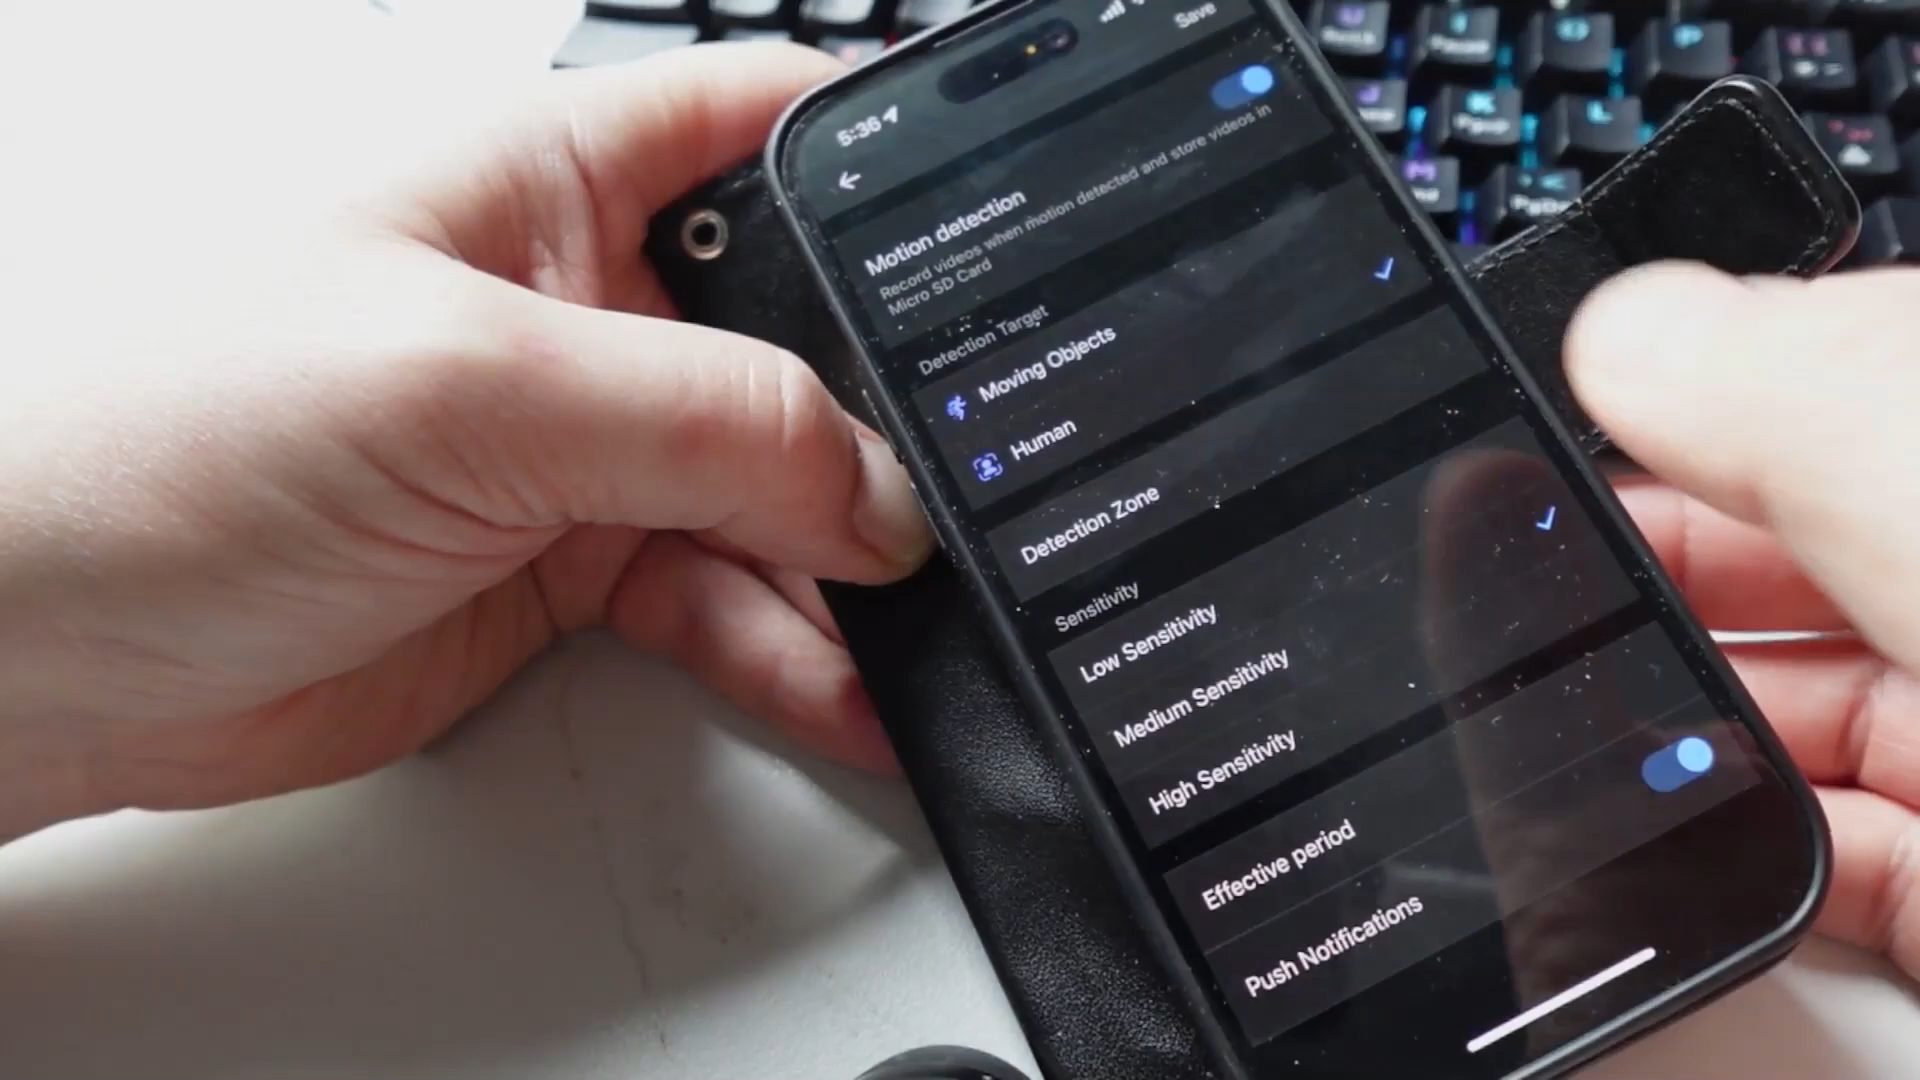 5:36
Save
Motion detection
Record videos when motion detected and store videos in
Micro SD Card
Detection Target
Moving Objects
Human
Detection Zone
Sensitivity
Low Sensitivity
Medium Sensitivity
High Sensitivity
Effective period
Push Notifications
U
I
O
P
J
K
L
M